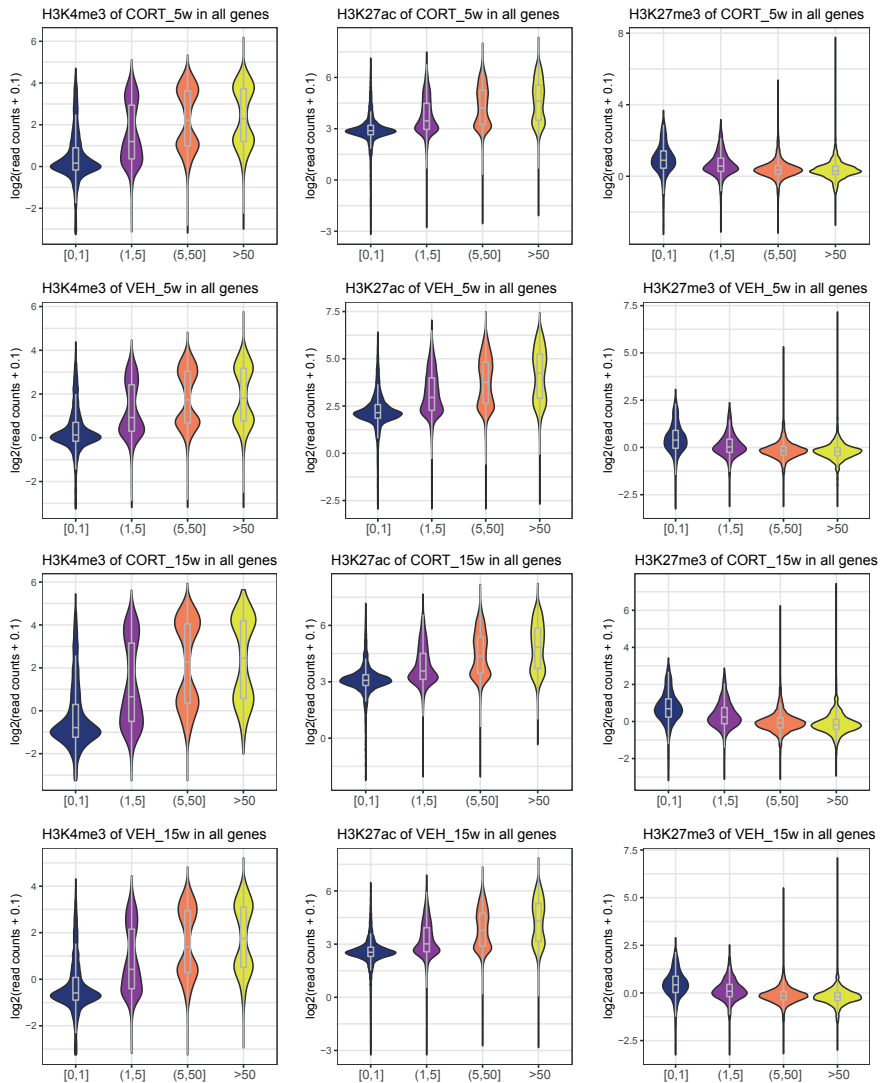 H3K4me3 of CORT_5w in all genes
log2(read counts + 0.1)
6
4
2
0
−2
[0,1] (1,5] (5,50] >50
H3K27ac of CORT_5w in all genes
log2(read counts + 0.1)
6
3
0
−3
[0,1] (1,5] (5,50] >50
H3K27me3 of CORT_5w in all genes
log2(read counts + 0.1)
8
4
0
[0,1] (1,5] (5,50] >50
H3K4me3 of VEH_5w in all genes
log2(read counts + 0.1)
6
4
2
0
−2
[0,1] (1,5] (5,50] >50
H3K27ac of VEH_5w in all genes
log2(read counts + 0.1)
7.5
5.0
2.5
0.0
−2.5
[0,1] (1,5] (5,50] >50
H3K27me3 of VEH_5w in all genes
log2(read counts + 0.1)
7.5
5.0
2.5
0.0
−2.5
[0,1] (1,5] (5,50] >50
H3K4me3 of CORT_15w in all genes
log2(read counts + 0.1)
6
4
2
0
−2
[0,1] (1,5] (5,50] >50
H3K27ac of CORT_15w in all genes
log2(read counts + 0.1)
6
3
0
[0,1] (1,5] (5,50] >50
H3K27me3 of CORT_15w in all genes
log2(read counts + 0.1)
6
4
2
0
−2
[0,1] (1,5] (5,50] >50
H3K4me3 of VEH_15w in all genes
log2(read counts + 0.1)
4
2
0
−2
[0,1] (1,5] (5,50] >50
H3K27ac of VEH_15w in all genes
log2(read counts + 0.1)
6
3
0
−3
[0,1] (1,5] (5,50] >50
H3K27me3 of VEH_15w in all genes
log2(read counts + 0.1)
7.5
5.0
2.5
0.0
−2.5
[0,1] (1,5] (5,50] >50